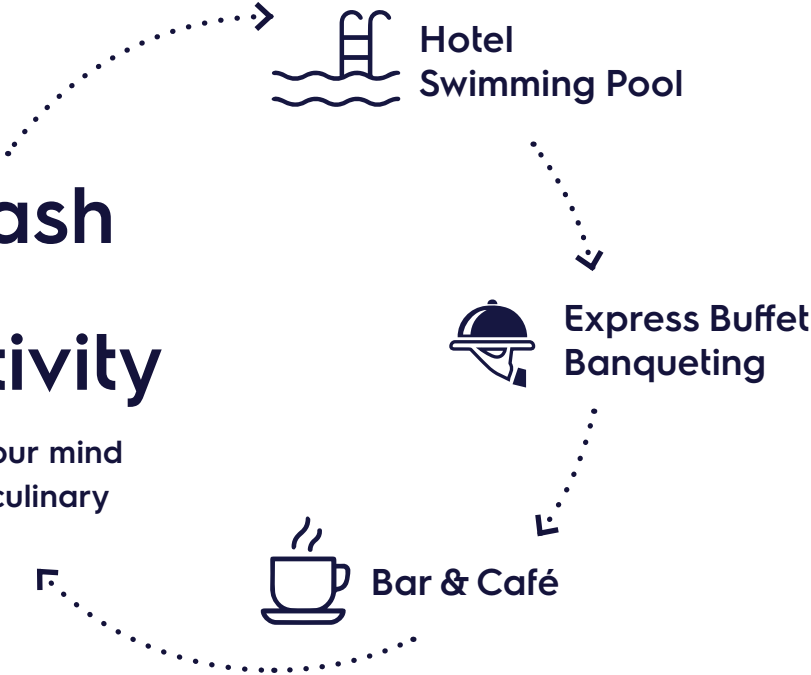 Hotel
Swimming Pool
ash
tivity
Express Buffet
Banqueting
our mind
culinary
Bar & Café